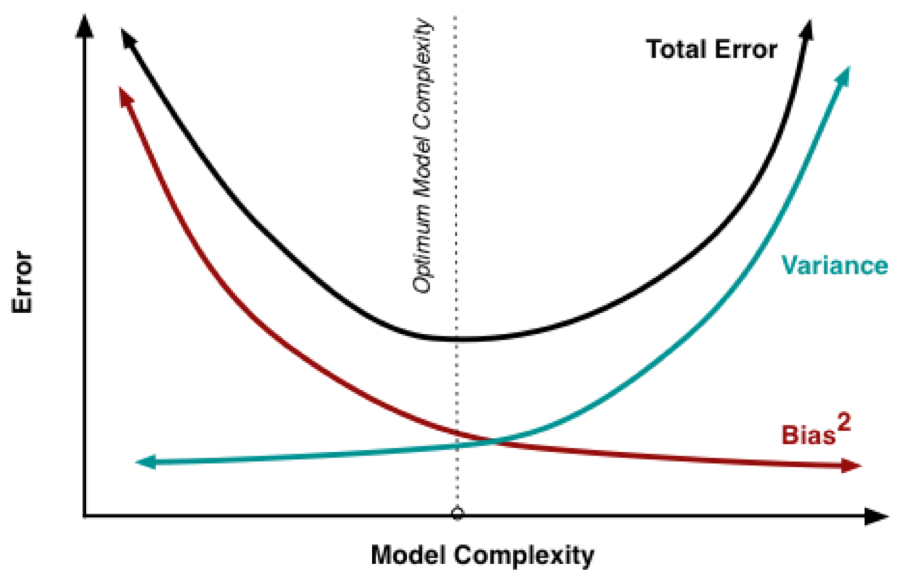 Optimum Model Complexity
Total Error
Variance
Error
Bias²
Model Complexity